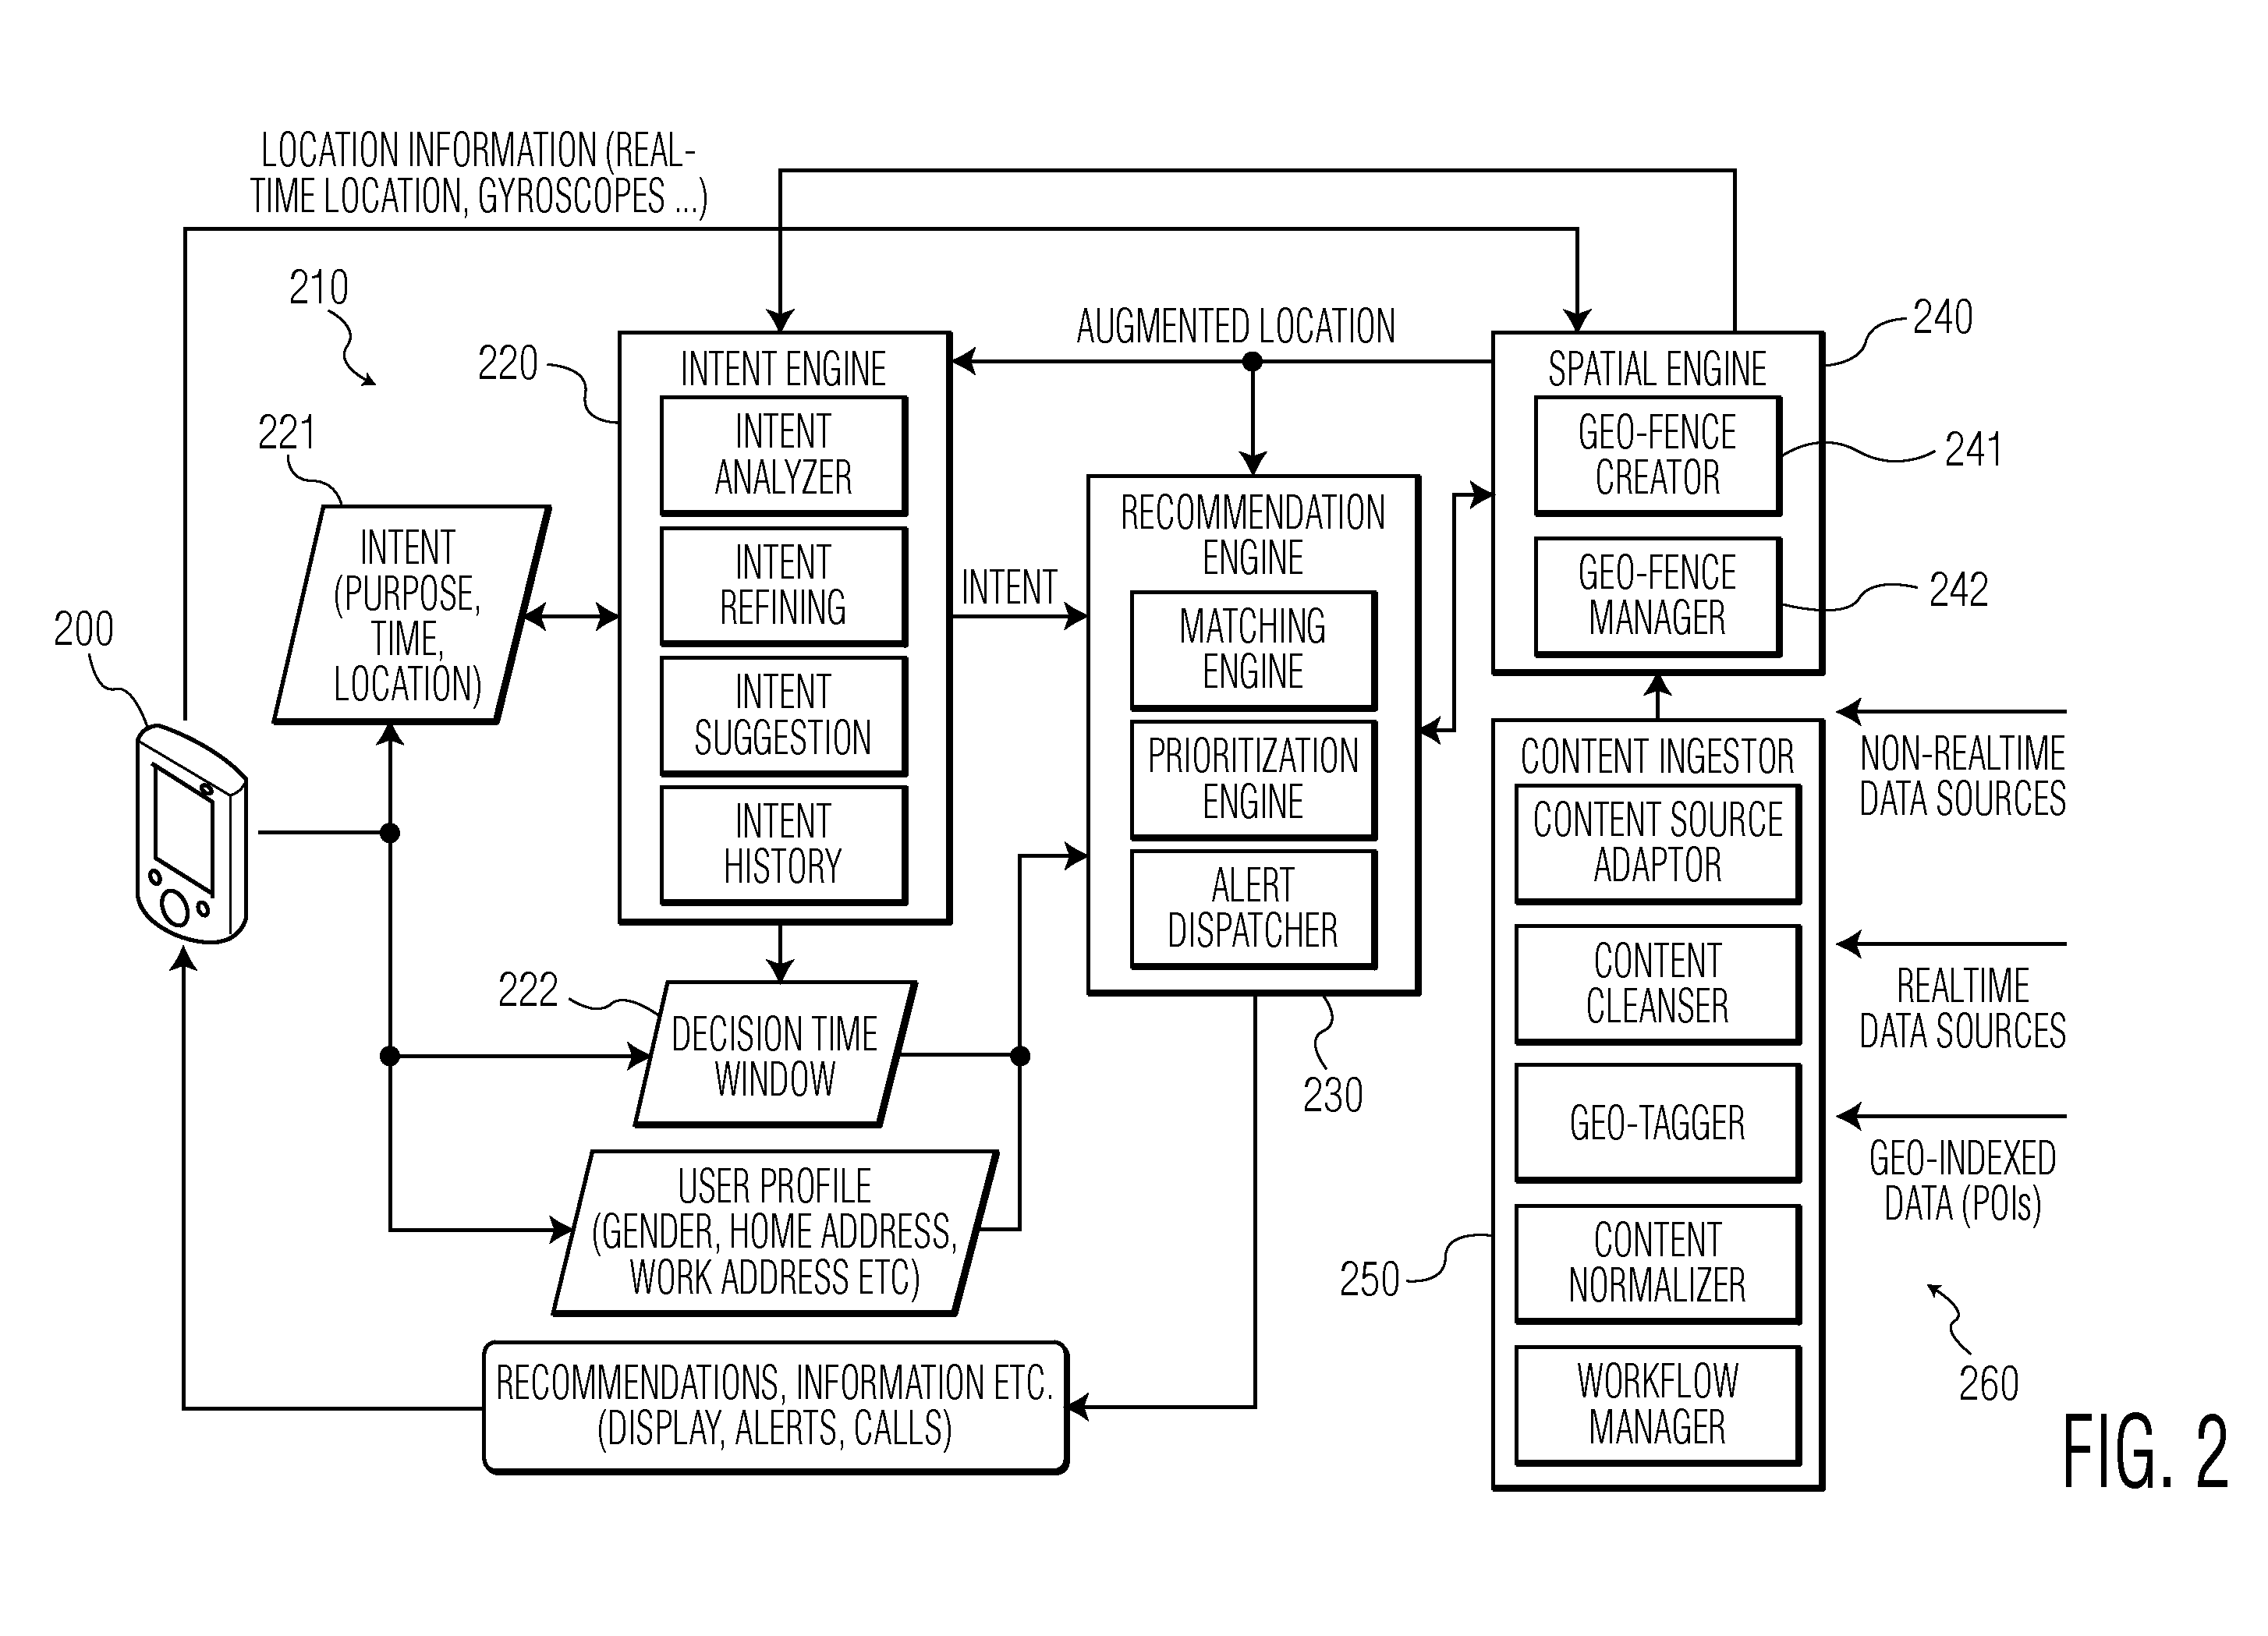 LOCATION INFORMATION (REAL-
TIME LOCATION, GYROSCOPES ...)
210
220
221
200
INTENT
(PURPOSE,
TIME,
LOCATION)
INTENT ENGINE
INTENT
ANALYZER
INTENT
REFINING
INTENT
SUGGESTION
INTENT
HISTORY
INTENT
AUGMENTED LOCATION
RECOMMENDATION
ENGINE
MATCHING
ENGINE
PRIORITIZATION
ENGINE
ALERT
DISPATCHER
230
SPATIAL ENGINE
GEO-FENCE
CREATOR
GEO-FENCE
MANAGER
240
241
242
CONTENT INGESTOR
CONTENT SOURCE
ADAPTOR
CONTENT
CLEANSER
GEO-TAGGER
CONTENT
NORMALIZER
WORKFLOW
MANAGER
250
NON-REALTIME
DATA SOURCES
REALTIME
DATA SOURCES
GEO-INDEXED
DATA (POIs)
260
222
DECISION TIME
WINDOW
USER PROFILE
(GENDER, HOME ADDRESS,
WORK ADDRESS ETC)
RECOMMENDATIONS, INFORMATION ETC.
(DISPLAY, ALERTS, CALLS)
FIG. 2